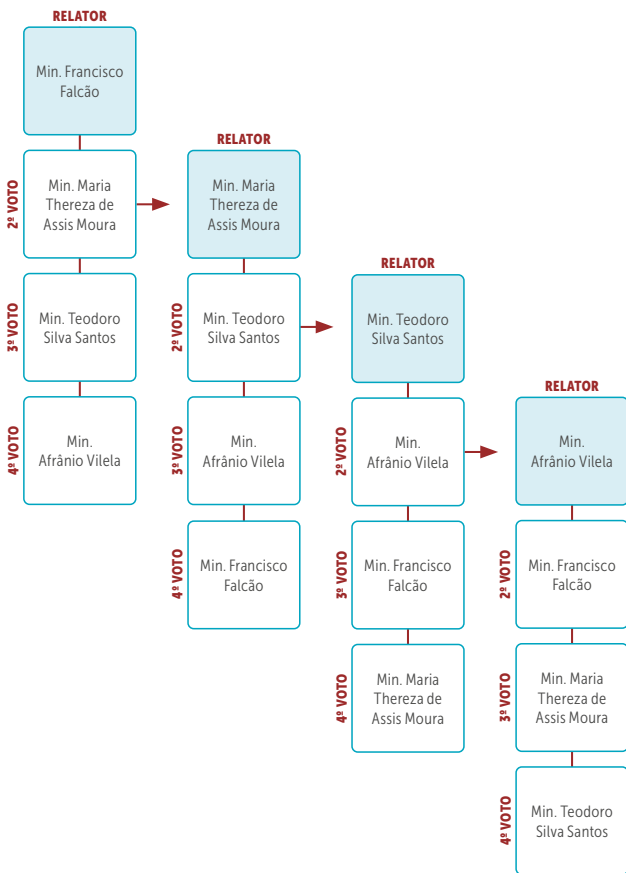 RELATOR
Min. Francisco
Falcão
2º VOTO
Min. Maria
Thereza de
Assis Moura
3º VOTO
Min. Teodoro
Silva Santos
4º VOTO
Min.
Afrânio Vilela
RELATOR
Min. Maria
Thereza de
Assis Moura
2º VOTO
Min. Teodoro
Silva Santos
3º VOTO
Min.
Afrânio Vilela
4º VOTO
Min. Francisco
Falcão
RELATOR
Min. Teodoro
Silva Santos
2º VOTO
Min.
Afrânio Vilela
3º VOTO
Min. Francisco
Falcão
4º VOTO
Min. Maria
Thereza de
Assis Moura
RELATOR
Min.
Afrânio Vilela
2º VOTO
Min. Francisco
Falcão
3º VOTO
Min. Maria
Thereza de
Assis Moura
4º VOTO
Min. Teodoro
Silva Santos